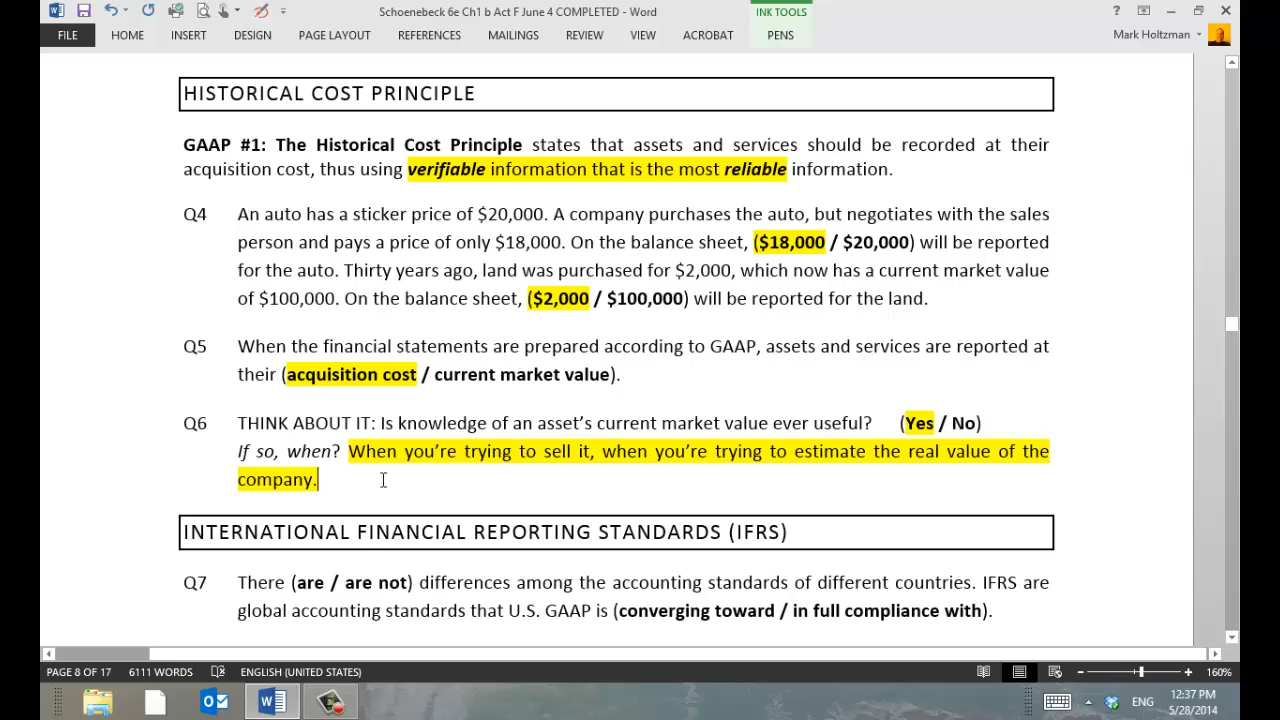 Schoenebeck 6e Ch1 b Act F June 4 COMPLETED - Word
INK TOOLS
?
FILE HOME INSERT DESIGN PAGE LAYOUT REFERENCES MAILINGS REVIEW VIEW ACROBAT PENS
Mark Holtzman
HISTORICAL COST PRINCIPLE
GAAP #1: The Historical Cost Principle states that assets and services should be recorded at their
acquisition cost, thus using verifiable information that is the most reliable information.
Q4 An auto has a sticker price of $20,000. A company purchases the auto, but negotiates with the sales
person and pays a price of only $18,000. On the balance sheet, ($18,000 / $20,000) will be reported
for the auto. Thirty years ago, land was purchased for $2,000, which now has a current market value
of $100,000. On the balance sheet, ($2,000 / $100,000) will be reported for the land.
Q5 When the financial statements are prepared according to GAAP, assets and services are reported at
their (acquisition cost / current market value).
Q6 THINK ABOUT IT: Is knowledge of an asset’s current market value ever useful? (Yes / No)
If so, when? When you’re trying to sell it, when you’re trying to estimate the real value of the
company.
INTERNATIONAL FINANCIAL REPORTING STANDARDS (IFRS)
Q7 There (are / are not) differences among the accounting standards of different countries. IFRS are
global accounting standards that U.S. GAAP is (converging toward / in full compliance with).
PAGE 8 OF 17 6111 WORDS ENGLISH (UNITED STATES) 160%
ENG
12:37 PM
5/28/2014